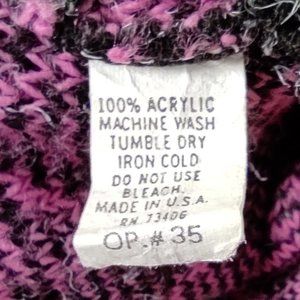 100% ACRYLIC
MACHINE WASH
TUMBLE DRY
IRON COLD
DO NOT USE
BLEACH.
MADE IN U.S.A.
RN 73406
OP.# 35